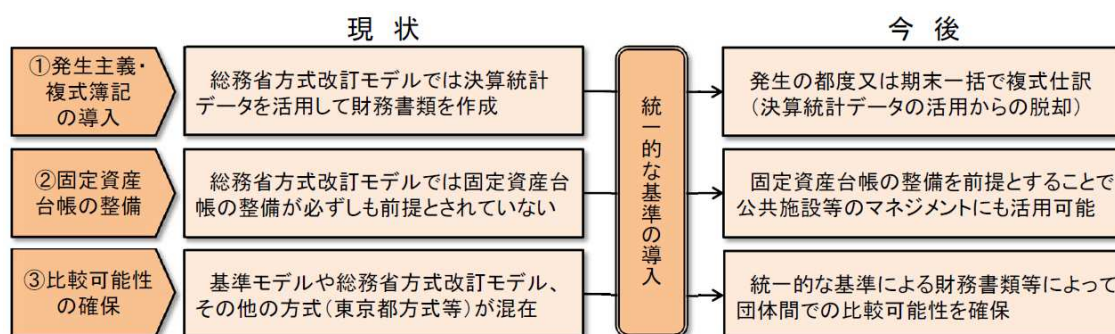 現 状
今 後
①発生主義・
複式簿記
の導入
総務省方式改訂モデルでは決算統計
データを活用して財務書類を作成
統一的な基準の導入
発生の都度又は期末一括で複式仕訳
（決算統計データの活用からの脱却）
②固定資産
台帳の整備
総務省方式改訂モデルでは固定資産台
帳の整備が必ずしも前提とされていない
固定資産台帳の整備を前提とすることで
公共施設等のマネジメントにも活用可能
③比較可能性
の確保
基準モデルや総務省方式改訂モデル、
その他の方式（東京都方式等）が混在
統一的な基準による財務書類等によって
団体間での比較可能性を確保